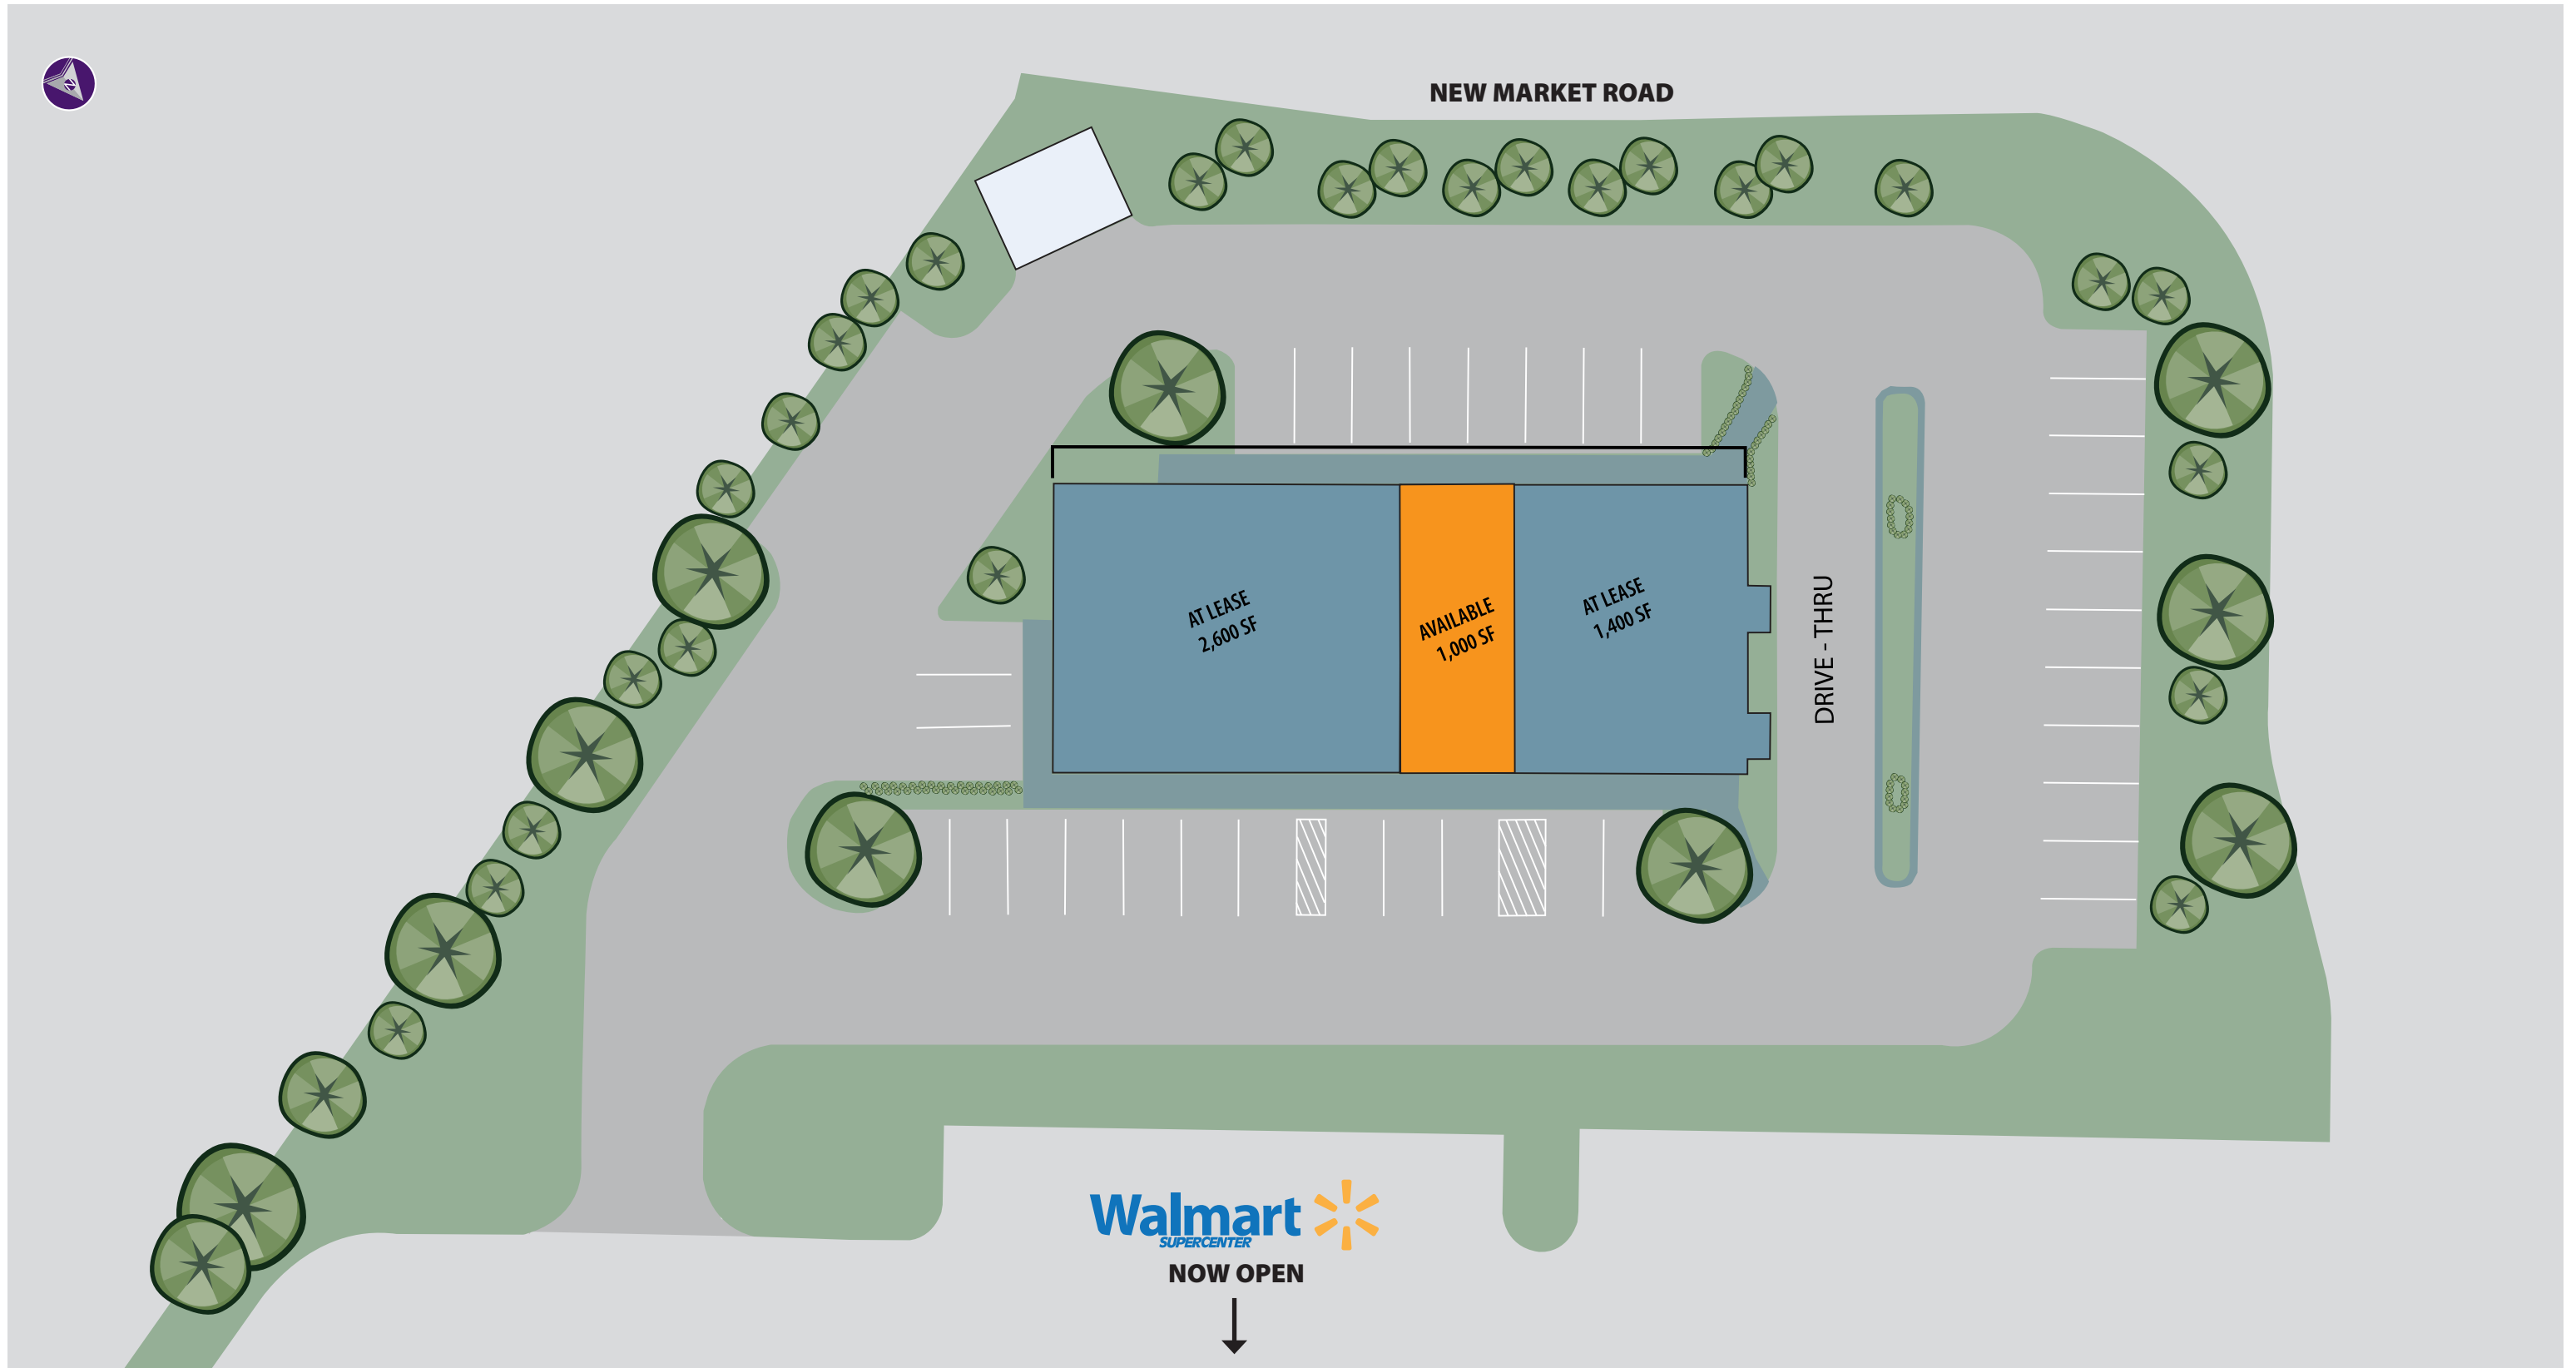 NEW MARKET ROAD
AT LEASE
2,600 SF
AVAILABLE
1,000 SF
AT LEASE
1,400 SF
DRIVE - THRU
Walmart
SUPERCENTER
NOW OPEN